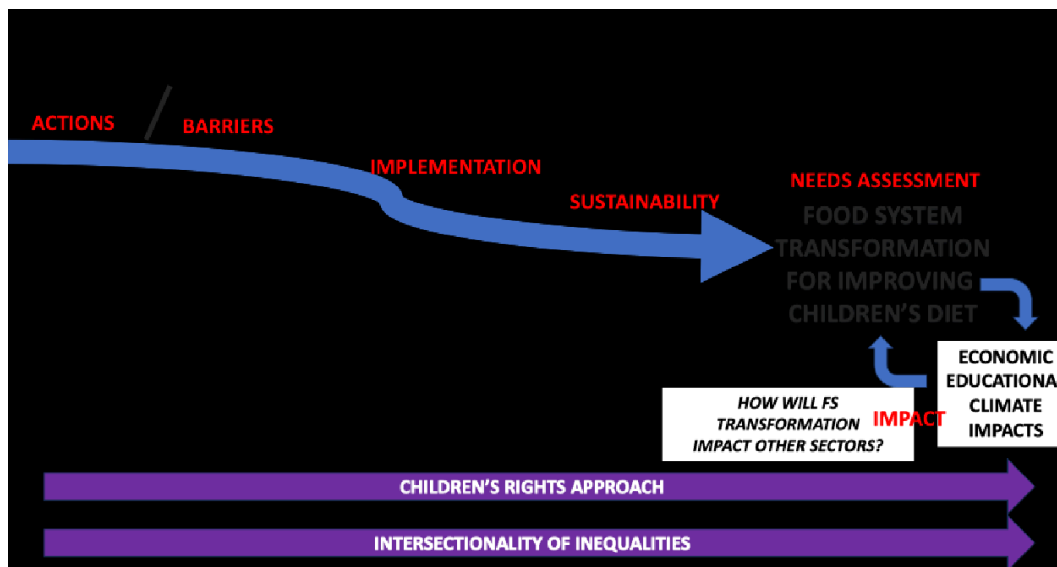 ACTIONS
BARRIERS
IMPLEMENTATION
SUSTAINABILITY
NEEDS ASSESSMENT
FOOD SYSTEM
TRANSFORMATION
FOR IMPROVING
CHILDREN'S DIET
ECONOMIC
EDUCATIONA
CLIMATE
IMPACTS
IMPACT
HOW WILL FS
TRANSFORMATION
IMPACT OTHER SECTORS?
CHILDREN'S RIGHTS APPROACH
INTERSECTIONALITY OF INEQUALITIES